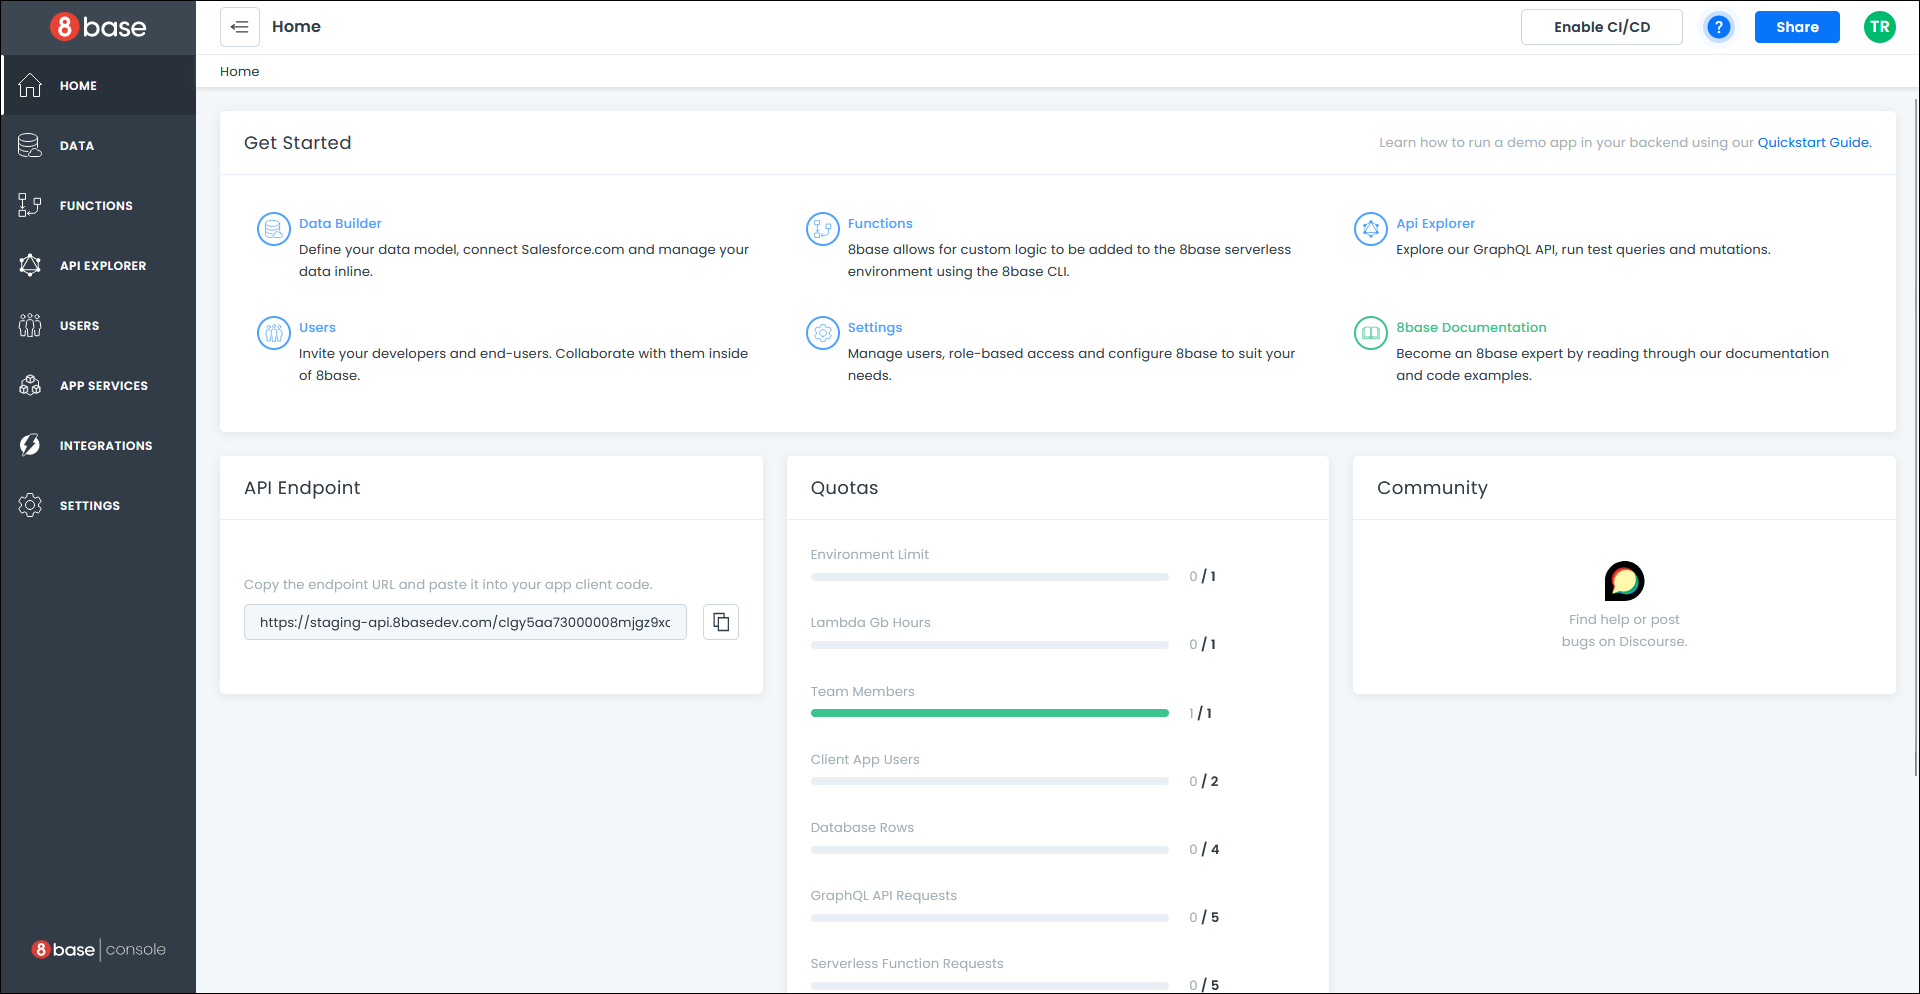 8base
Home
Enable CI/CD
?
Share
TR
Home
HOME
DATA
FUNCTIONS
API EXPLORER
USERS
APP SERVICES
INTEGRATIONS
SETTINGS
8base console
Get Started
Learn how to run a demo app in your backend using our Quickstart Guide.
Data Builder
Define your data model, connect Salesforce.com and manage your
data inline.
Functions
8base allows for custom logic to be added to the 8base serverless
environment using the 8base CLI.
Api Explorer
Explore our GraphQL API, run test queries and mutations.
Users
Invite your developers and end-users. Collaborate with them inside
of 8base.
Settings
Manage users, role-based access and configure 8base to suit your
needs.
8base Documentation
Become an 8base expert by reading through our documentation
and code examples.
API Endpoint
Copy the endpoint URL and paste it into your app client code.
https://staging-api.8basedev.com/clgy5aa73000008mjgz9xc
Quotas
Environment Limit
0 / 1
Lambda Gb Hours
0 / 1
Team Members
1 / 1
Client App Users
0 / 2
Database Rows
0 / 4
GraphQL API Requests
0 / 5
Serverless Function Requests
0 / 5
Community
Find help or post
bugs on Discourse.